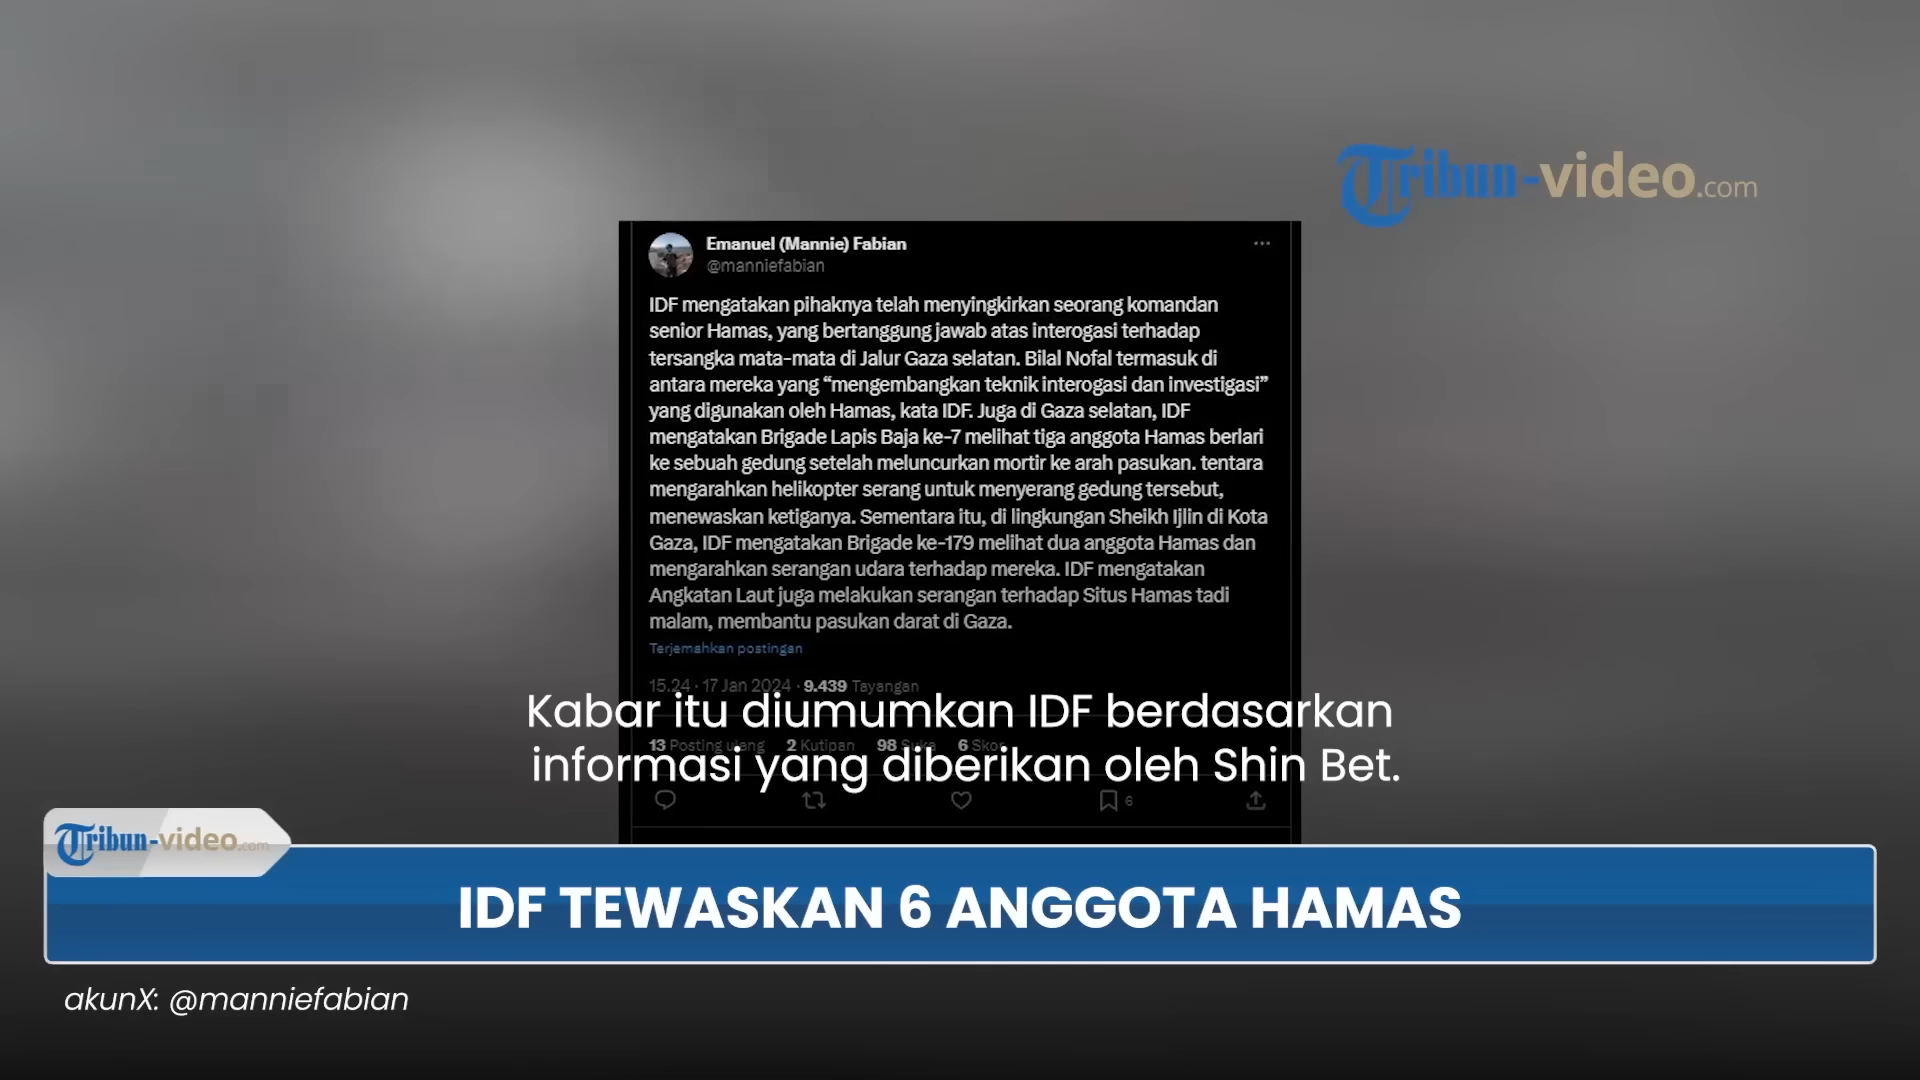 Tribun-video.com
Emanuel (Mannie) Fabian
@manniefabian
IDF mengatakan pihaknya telah menyingkirkan seorang komandan
senior Hamas, yang bertanggung jawab atas interogasi terhadap
tersangka mata-mata di Jalur Gaza selatan. Bilal Nofal termasuk di
antara mereka yang “mengembangkan teknik interogasi dan investigasi”
yang digunakan oleh Hamas, kata IDF. Juga di Gaza selatan, IDF
mengatakan Brigade Lapis Baja ke-7 melihat tiga anggota Hamas berlari
ke sebuah gedung setelah meluncurkan mortir ke arah pasukan. tentara
mengarahkan helikopter serang untuk menyerang gedung tersebut,
menewaskan ketiganya. Sementara itu, di lingkungan Sheikh Ijlin di Kota
Gaza, IDF mengatakan Brigade ke-179 melihat dua anggota Hamas dan
mengarahkan serangan udara terhadap mereka. IDF mengatakan
Angkatan Laut juga melakukan serangan terhadap Situs Hamas tadi
malam, membantu pasukan darat di Gaza.
Terjemahkan postingan
15.24 · 17 Jan 2024 · 9.439 Tayangan
Kabar itu diumumkan IDF berdasarkan
13 Posting ulang 2 Kutipan 98 Suka 6
informasi yang diberikan oleh Shin Bet.
6
Tribun-video.com
IDF TEWASKAN 6 ANGGOTA HAMAS
akunX: @manniefabian